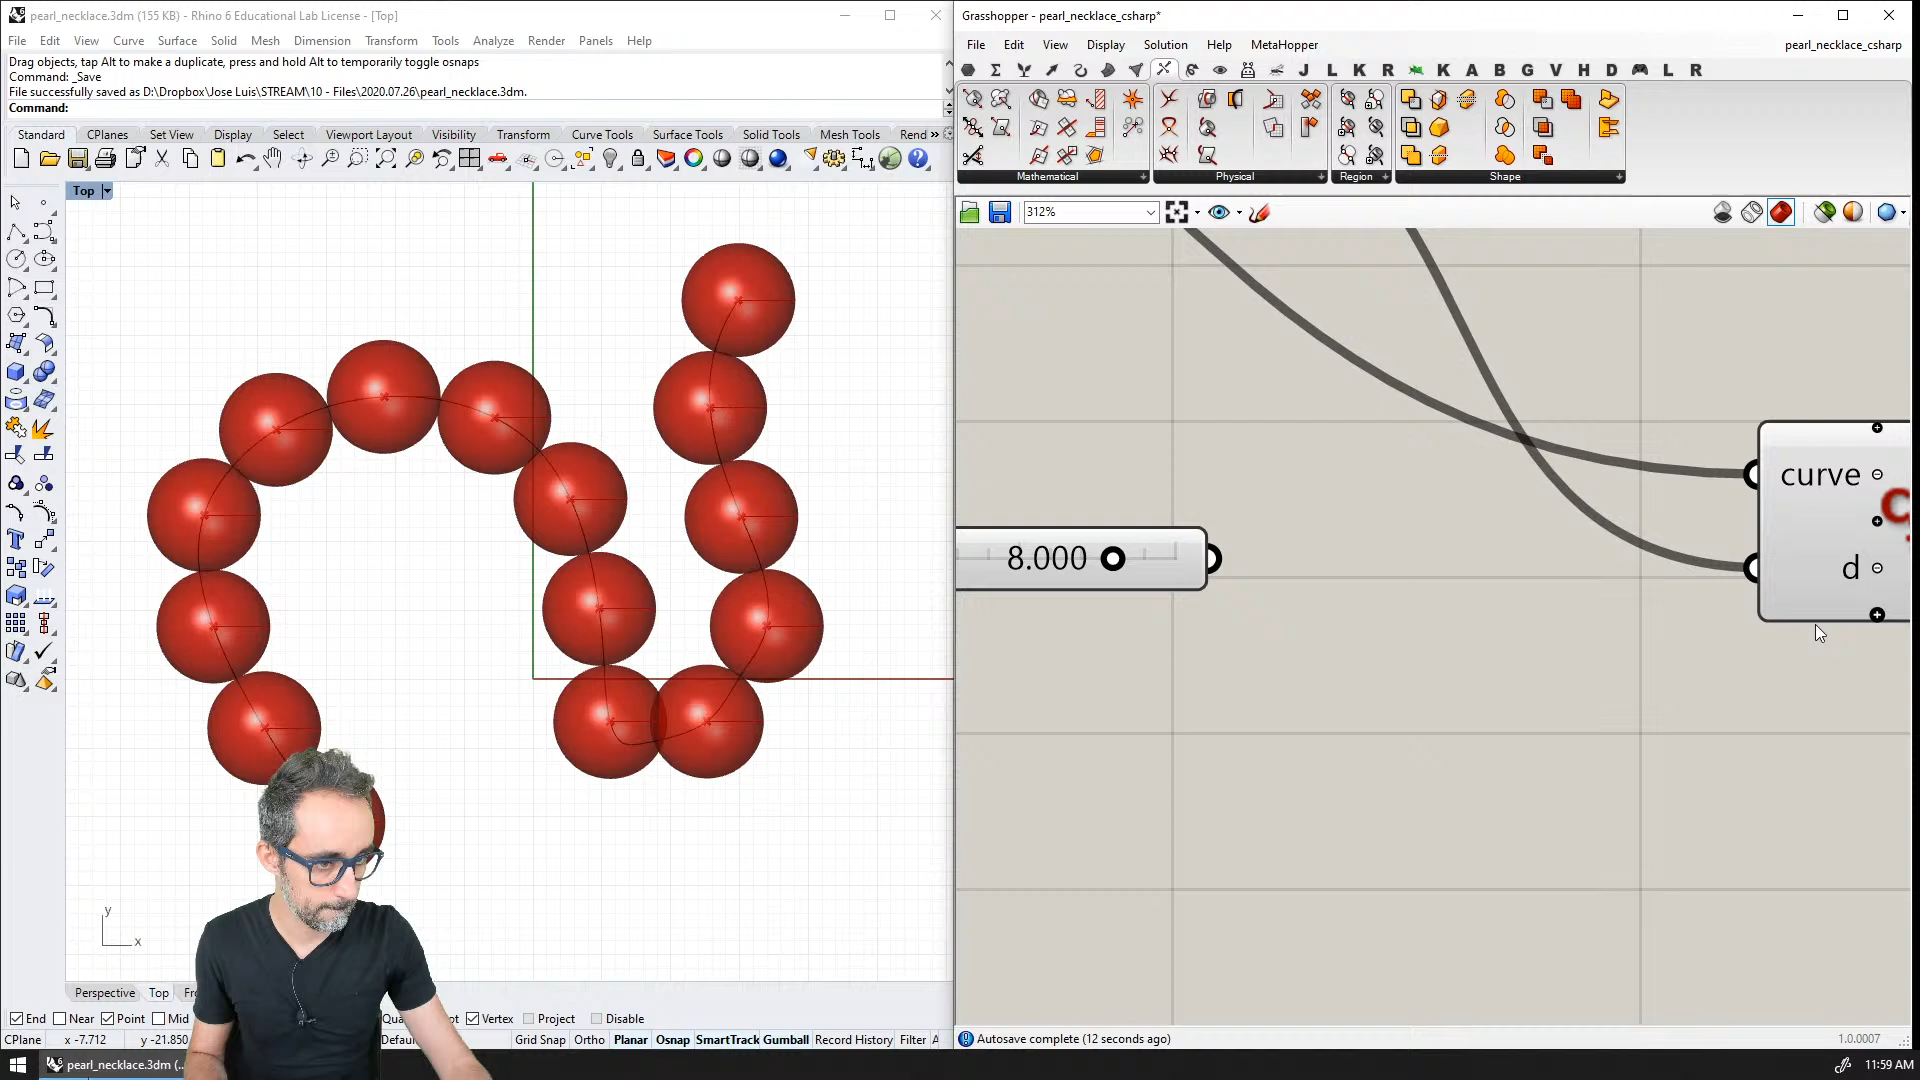 pearl_necklace.3dm (155 KB) - Rhino 6 Educational Lab License - [Top]
File Edit View Curve Surface Solid Mesh Dimension Transform Tools Analyze Render Panels Help
Drag objects, tap Alt to make a duplicate, press and hold Alt to temporarily toggle osnaps
Command: _Save
File successfully saved as D:\Dropbox\Jose Luis\STREAM\10 - Files\2020.07.26\pearl_necklace.3dm.
Command:
Standard CPlanes Set View Display Select Viewport Layout Visibility Transform Curve Tools Surface Tools Solid Tools Mesh Tools Rend »
Top
y
x
Perspective Top Fr
End Near Point Mid Vertex Project Disable
CPlane x -7.712 y -21.850 Grid Snap Ortho Planar Osnap SmartTrack Gumball Record History Filter A
pearl_necklace.3dm (...
Grasshopper - pearl_necklace_csharp*
File Edit View Display Solution Help MetaHopper pearl_necklace_csharp
J L K R K A B G V H D L R
Mathematical Physical Region Shape
312%
8.000
curve
d
Autosave complete (12 seconds ago) 1.0.0007
11:59 AM